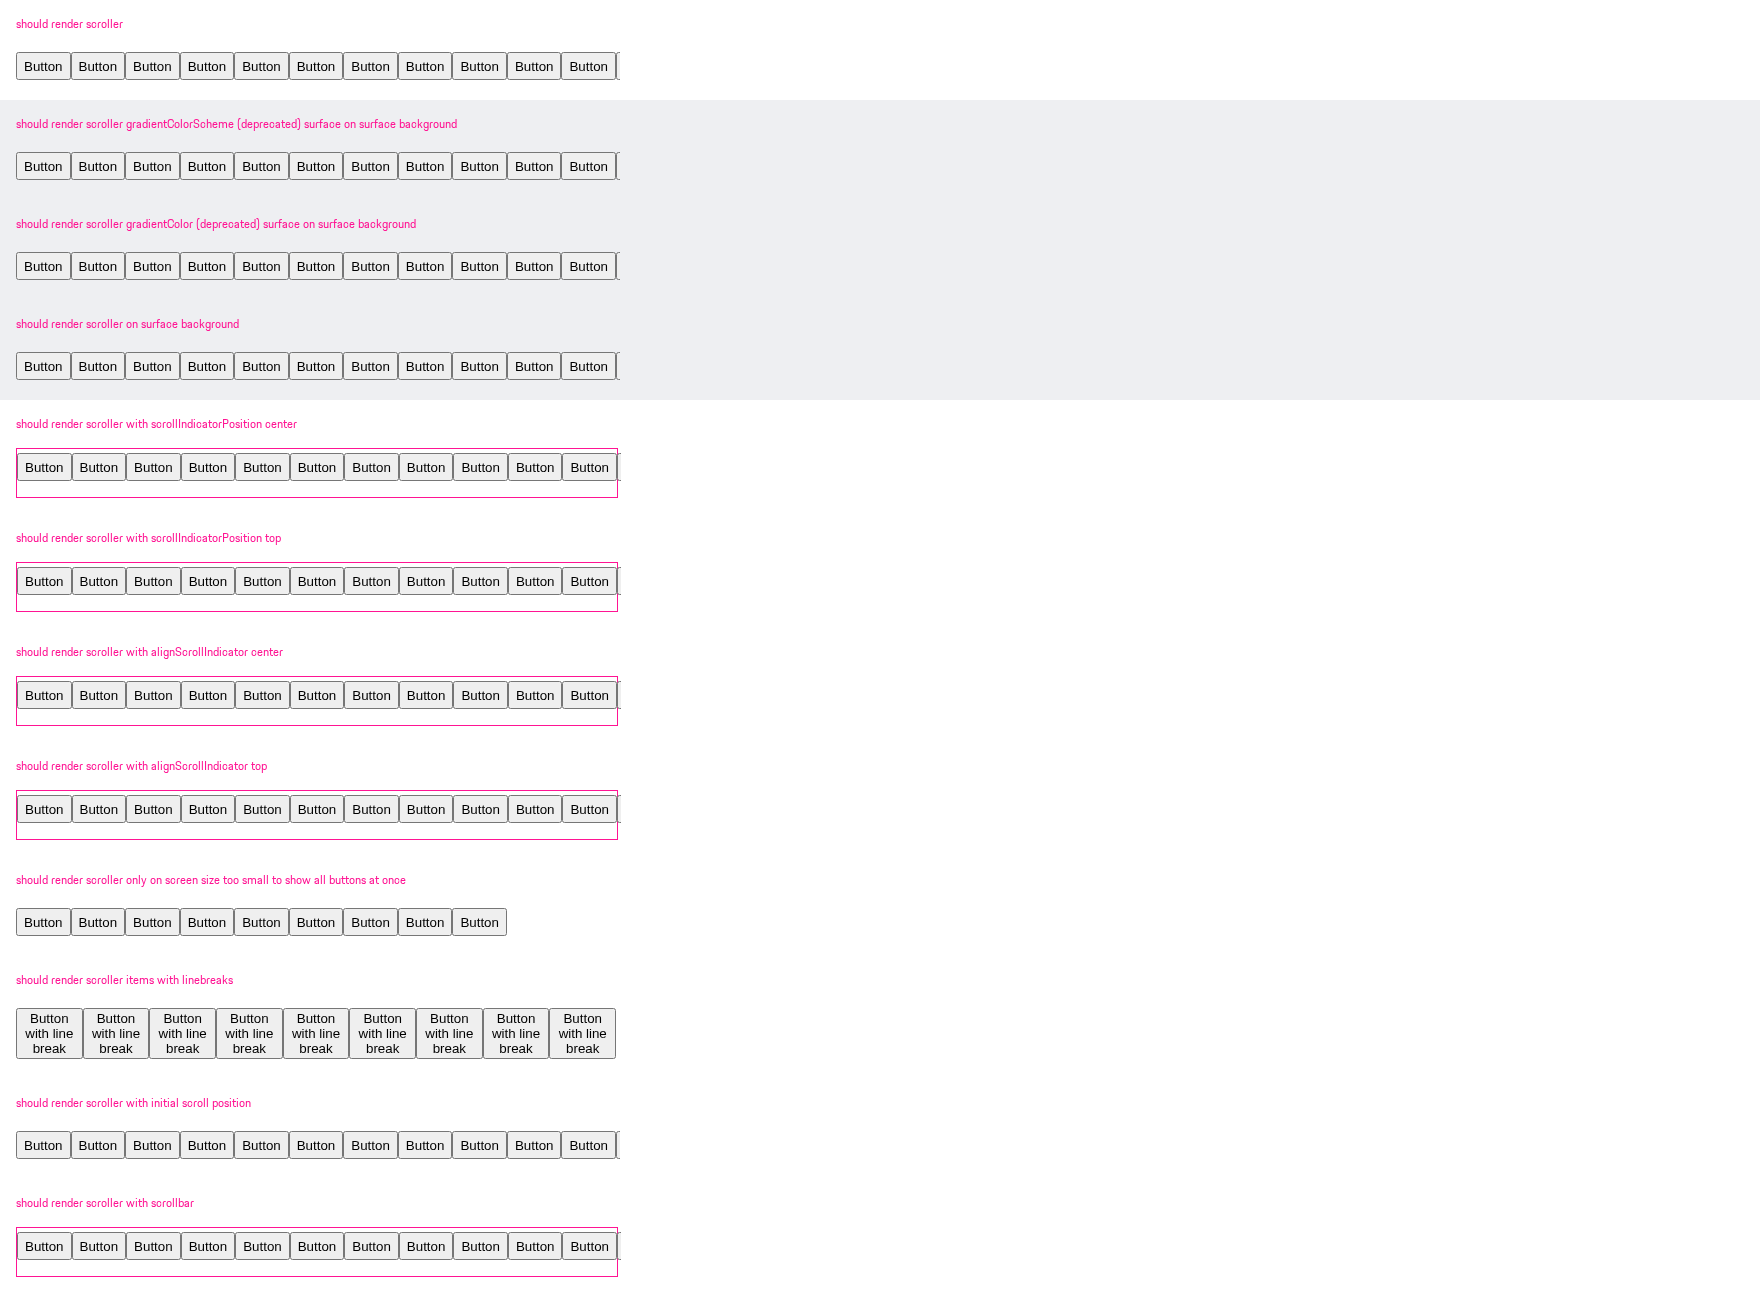 should render scroller
Button Button Button Button Button Button Button Button Button Button Button
should render scroller gradientColorScheme {deprecated} surface on surface background
Button Button Button Button Button Button Button Button Button Button Button
should render scroller gradientColor {deprecated} surface on surface background
Button Button Button Button Button Button Button Button Button Button Button
should render scroller on surface background
Button Button Button Button Button Button Button Button Button Button Button
should render scroller with scrollIndicatorPosition center
Button Button Button Button Button Button Button Button Button Button Button
should render scroller with scrollIndicatorPosition top
Button Button Button Button Button Button Button Button Button Button Button
should render scroller with alignScrollIndicator center
Button Button Button Button Button Button Button Button Button Button Button
should render scroller with alignScrollIndicator top
Button Button Button Button Button Button Button Button Button Button Button
should render scroller only on screen size too small to show all buttons at once
Button Button Button Button Button Button Button Button Button
should render scroller items with linebreaks
Button Button Button Button Button Button Button Button Button
with line with line with line with line with line with line with line with line with line
break break break break break break break break break
should render scroller with initial scroll position
Button Button Button Button Button Button Button Button Button Button Button
should render scroller with scrollbar
Button Button Button Button Button Button Button Button Button Button Button